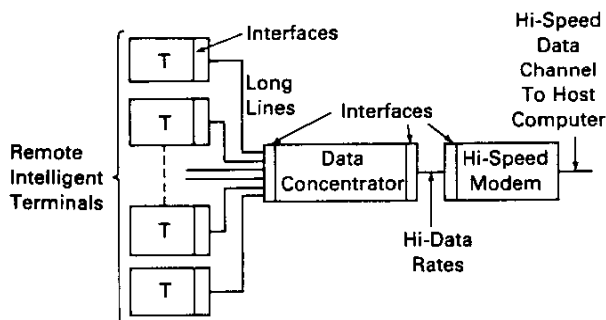 Interfaces
T
Long
Lines
T
Remote
Intelligent
Terminals
T
T
Interfaces
Data
Concentrator
Hi-Speed
Modem
Hi-Data
Rates
Hi-Speed
Data
Channel
To Host
Computer